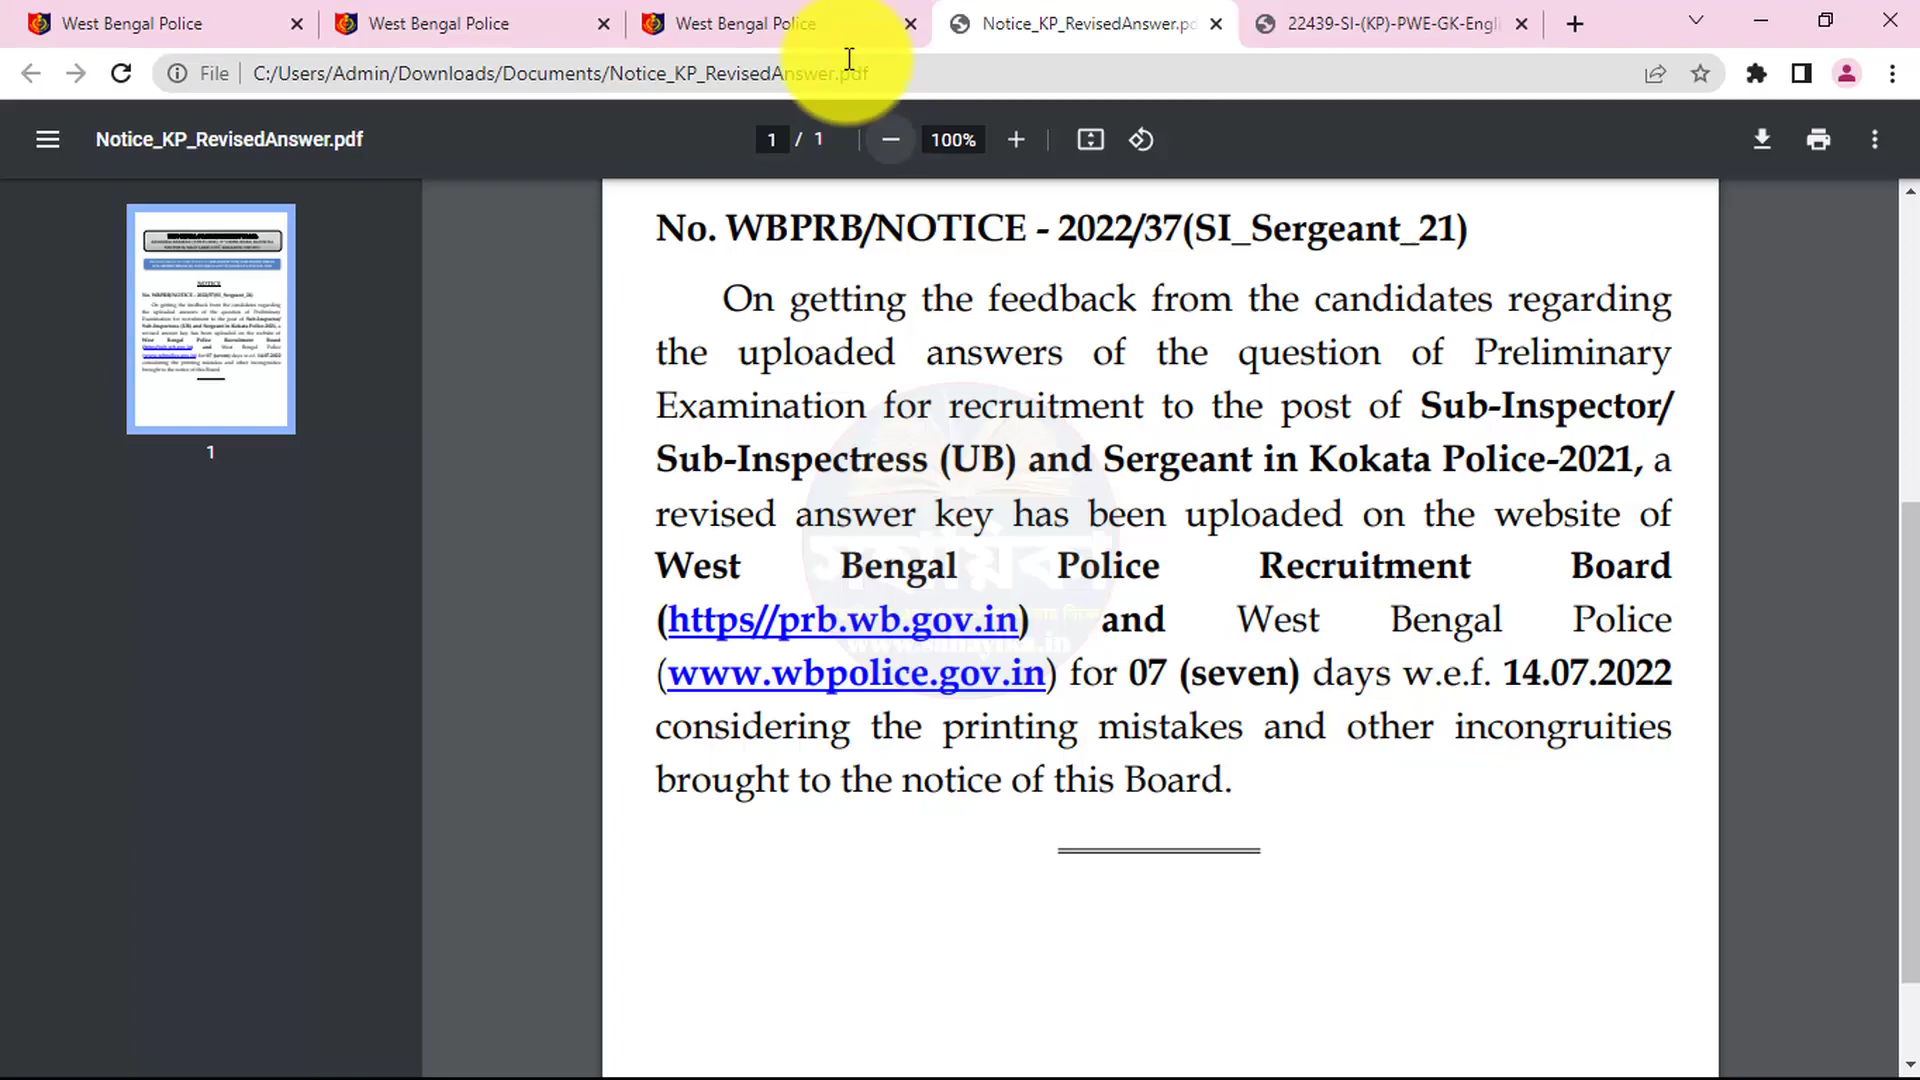 West Bengal Police
West Bengal Police
West Bengal Police
Notice_KP_RevisedAnswer.pd
22439-SI-(KP)-PWE-GK-Engli
File
C:/Users/Admin/Downloads/Documents/Notice_KP_RevisedAnswer.pdf
Notice_KP_RevisedAnswer.pdf
1 / 1
100%
1
No. WBPRB/NOTICE - 2022/37(SI_Sergeant_21)
On getting the feedback from the candidates regarding
the uploaded answers of the question of Preliminary
Examination for recruitment to the post of Sub-Inspector/
Sub-Inspectress (UB) and Sergeant in Kokata Police-2021, a
revised answer key has been uploaded on the website of
West Bengal Police Recruitment Board
(https//prb.wb.gov.in) and West Bengal Police
(www.wbpolice.gov.in) for 07 (seven) days w.e.f. 14.07.2022
considering the printing mistakes and other incongruities
brought to the notice of this Board.